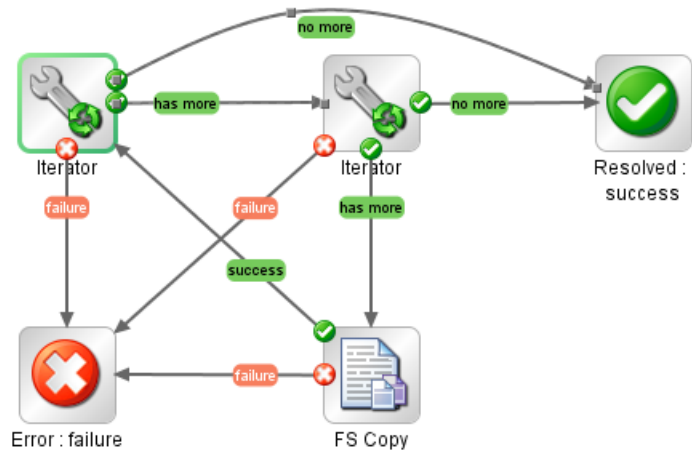 no more
has more
no more
Iterator
Iterator
Resolved :
success
failure
failure
has more
success
failure
Error : failure
FS Copy